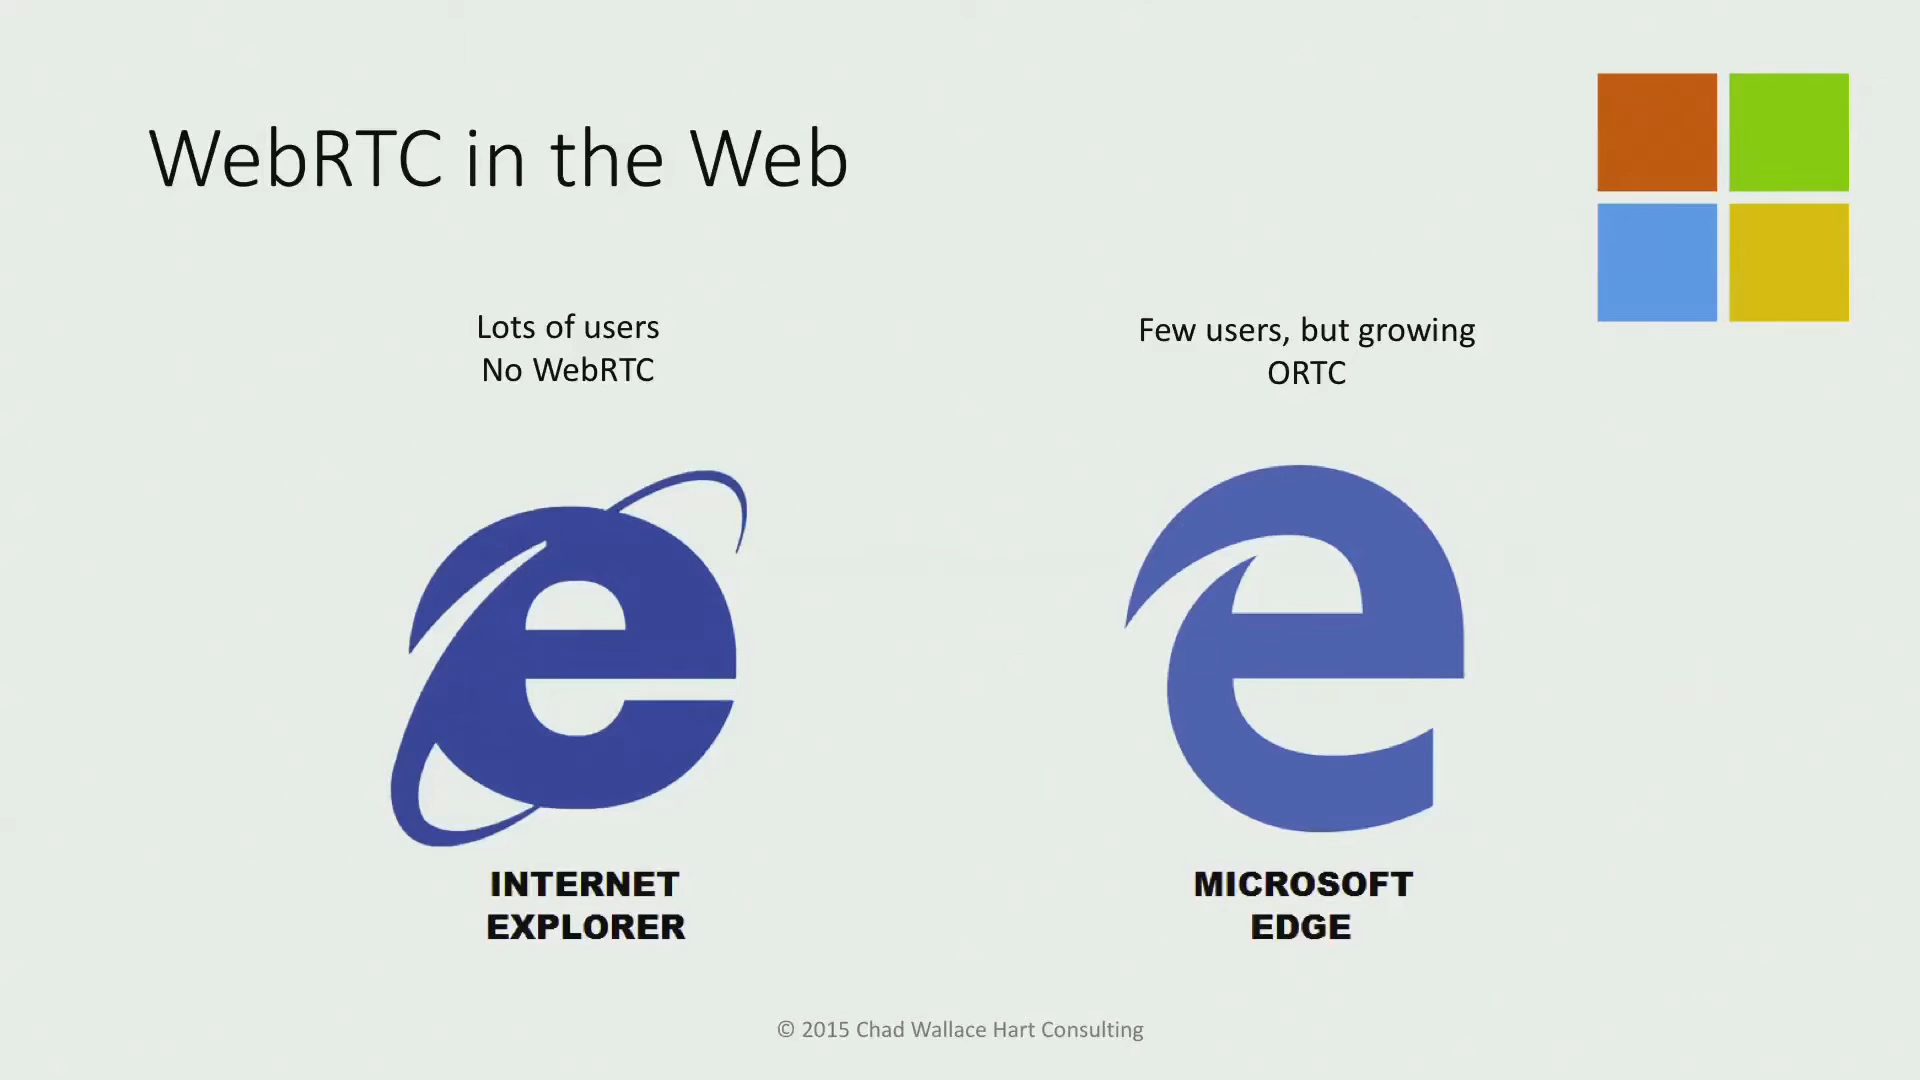 WebRTC in the Web
Lots of users
No WebRTC
Few users, but growing
ORTC
INTERNET
EXPLORER
MICROSOFT
EDGE
© 2015 Chad Wallace Hart Consulting